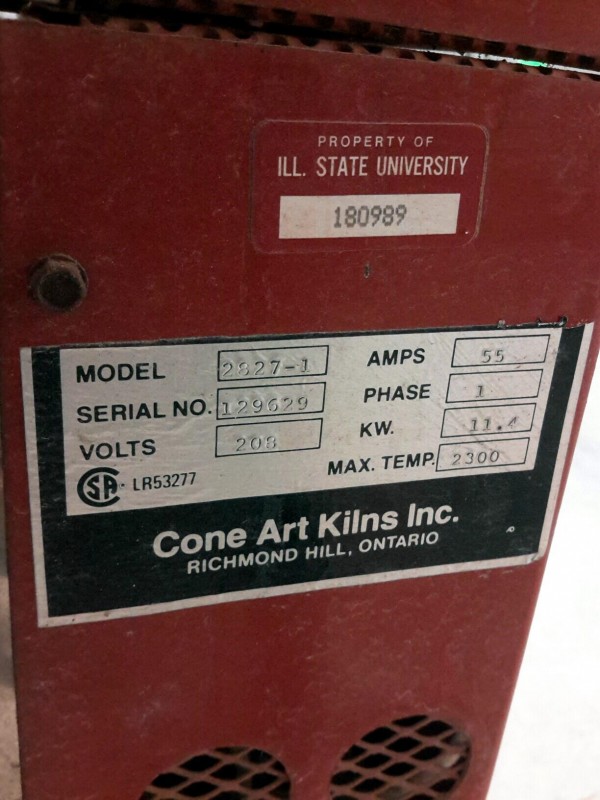 PROPERTY OF
ILL. STATE UNIVERSITY
180989
MODEL 2827-1 AMPS 55
SERIAL NO. 129629 PHASE 1
VOLTS 208 KW. 11.4
SA LR53277 MAX. TEMP. 2300
Cone Art Kilns Inc.
RICHMOND HILL, ONTARIO